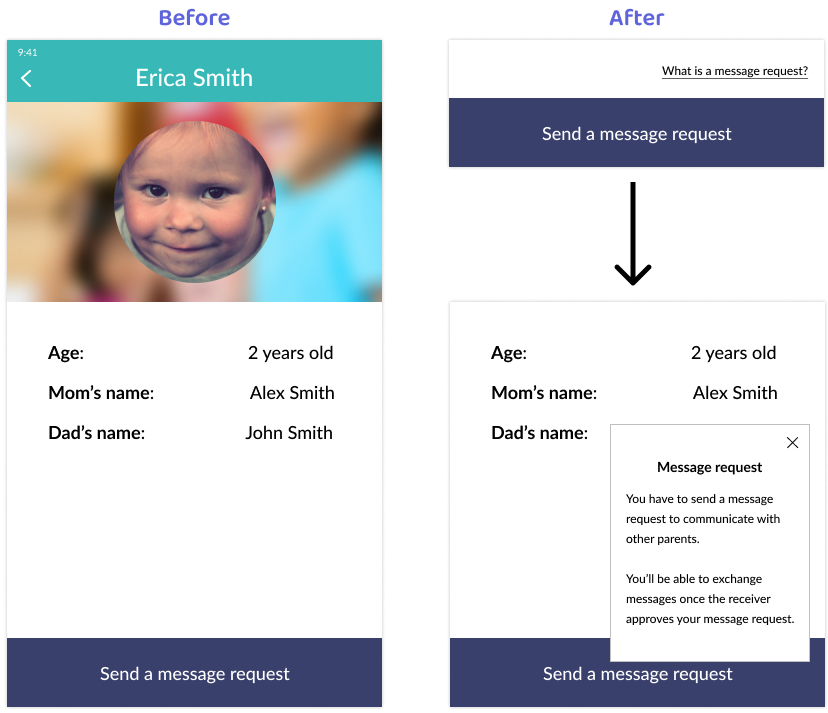 Before
After
9:41
Erica Smith
Age:
2 years old
Mom’s name:
Alex Smith
Dad’s name:
John Smith
Send a message request
What is a message request?
Send a message request
Age:
2 years old
Mom’s name:
Alex Smith
Dad’s name:
Message request
You have to send a message
request to communicate with
other parents.
You’ll be able to exchange
messages once the receiver
approves your message request.
Send a message request